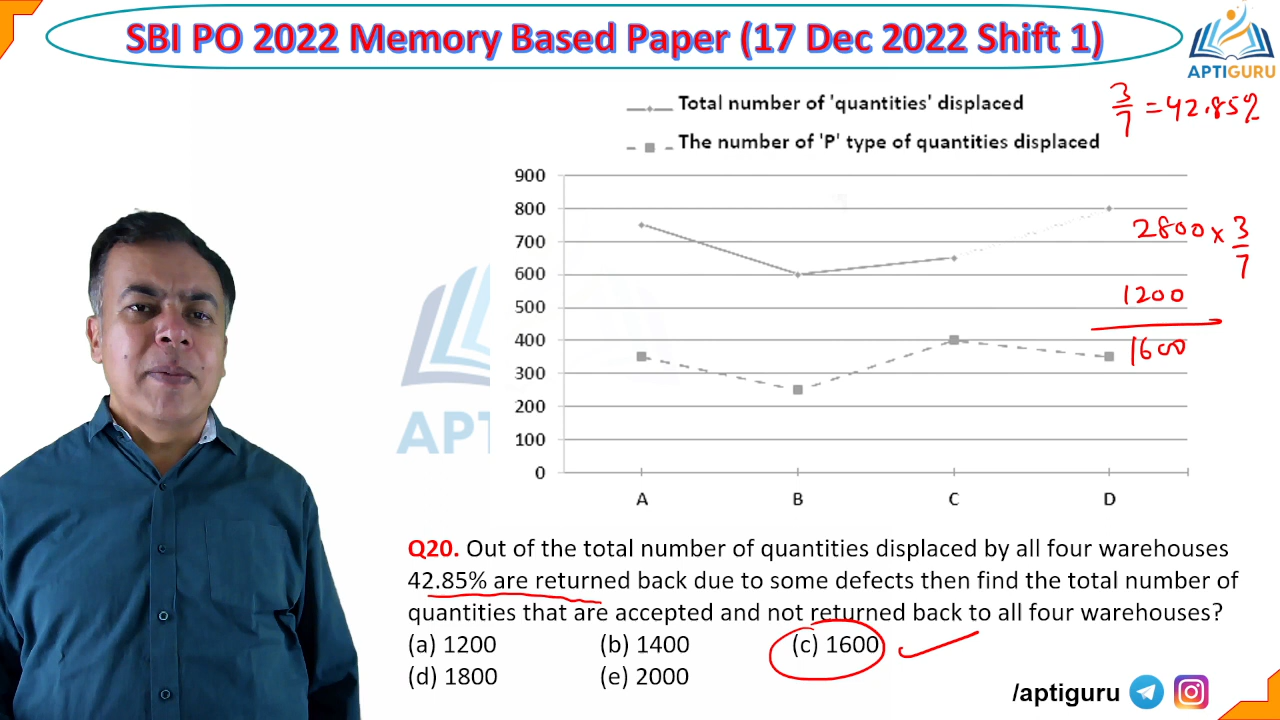 SBI PO 2022 Memory Based Paper (17 Dec 2022 Shift 1)
APTIGURU
Total number of 'quantities' displaced
3/7 = 42.85%
The number of 'P' type of quantities displaced
900
800
700
600
500
400
300
200
100
0
A B C D
2800 x 3/7
1200
1600
APT
Q20. Out of the total number of quantities displaced by all four warehouses
42.85% are returned back due to some defects then find the total number of
quantities that are accepted and not returned back to all four warehouses?
(a) 1200 (b) 1400 (c) 1600
(d) 1800 (e) 2000
/aptiguru